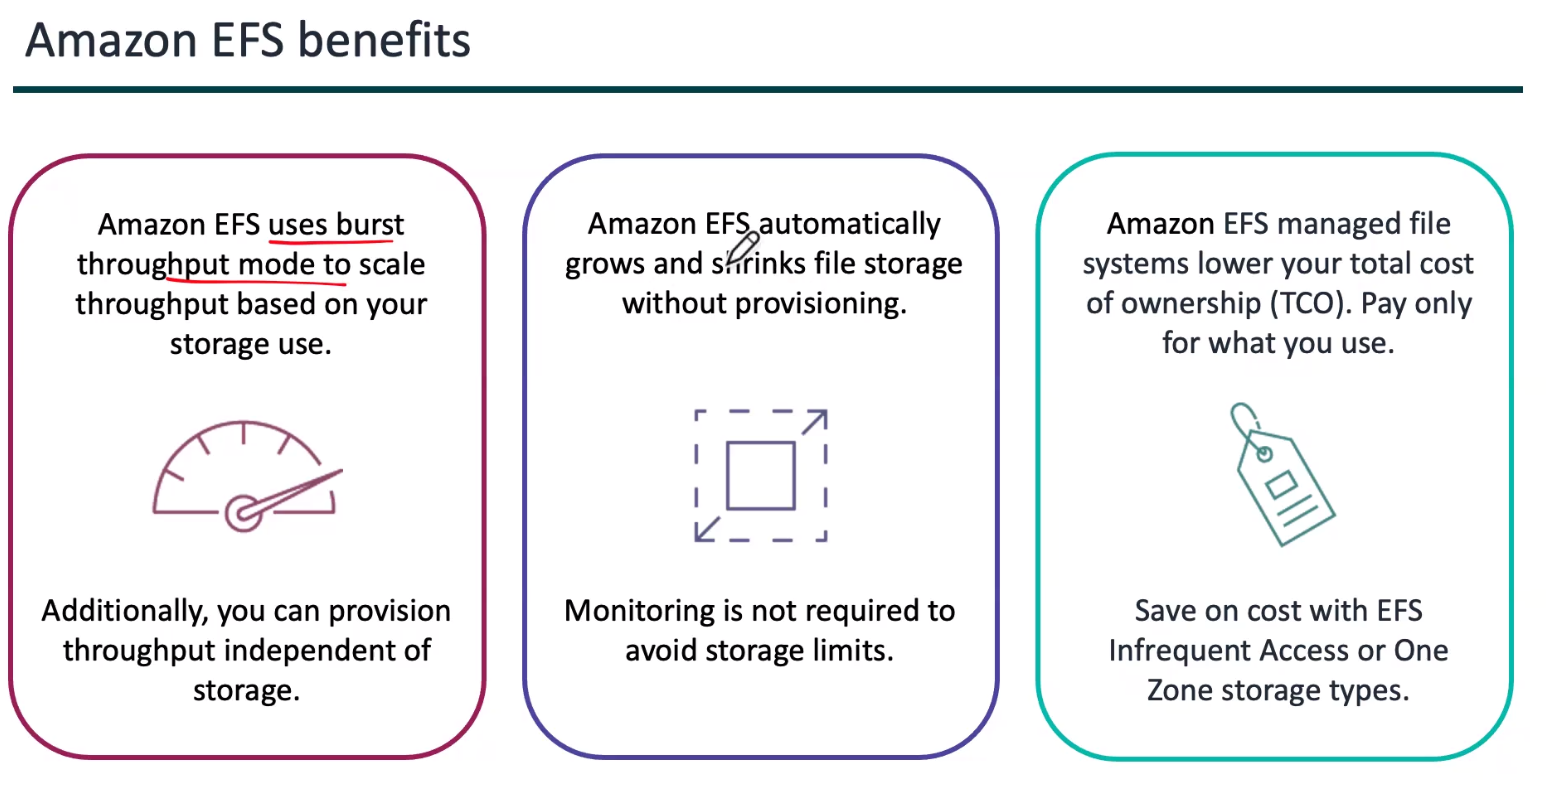 Amazon EFS benefits
Amazon EFS uses burst
throughput mode to scale
throughput based on your
storage use.
Additionally, you can provision
throughput independent of
storage.
Amazon EFS automatically
grows and shrinks file storage
without provisioning.
Monitoring is not required to
avoid storage limits.
Amazon EFS managed file
systems lower your total cost
of ownership (TCO). Pay only
for what you use.
Save on cost with EFS
Infrequent Access or One
Zone storage types.